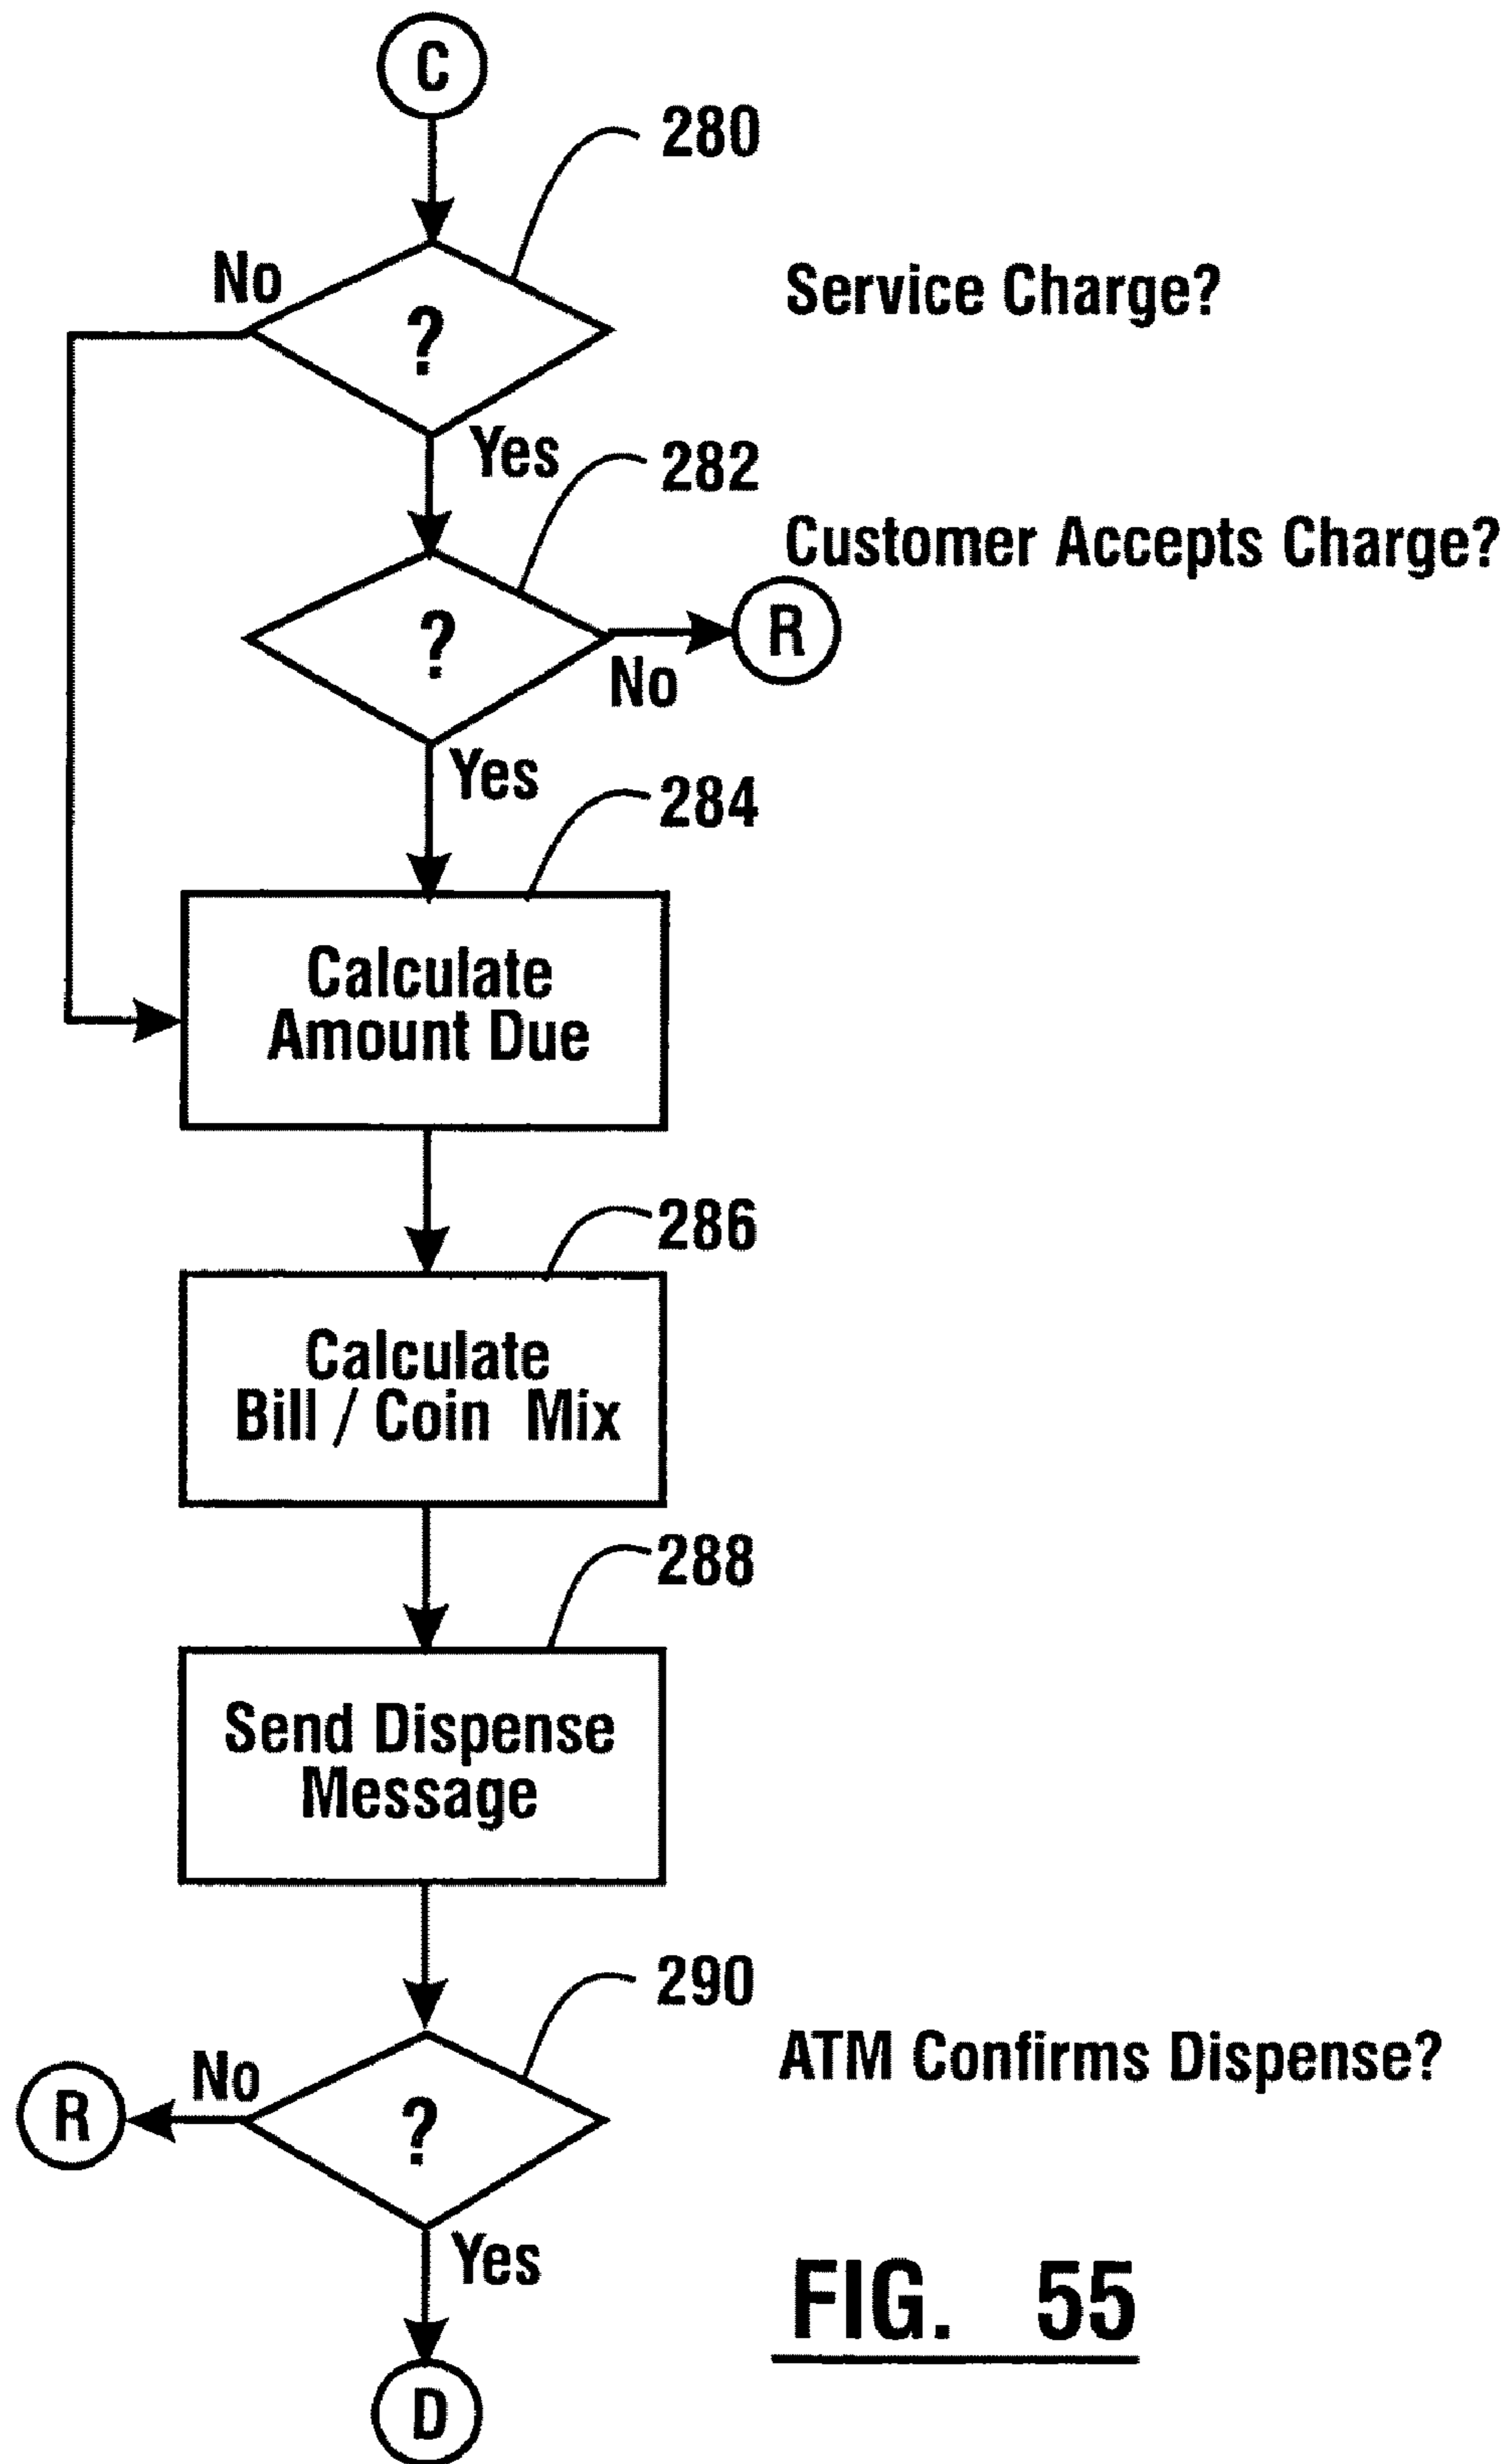 C
280
No
Service Charge?
?
Yes
282
Customer Accepts Charge?
?
R
No
Yes
284
Calculate
Amount Due
286
Calculate
Bill / Coin Mix
288
Send Dispense
Message
290
ATM Confirms Dispense?
No
R
?
Yes
FIG. 55
D